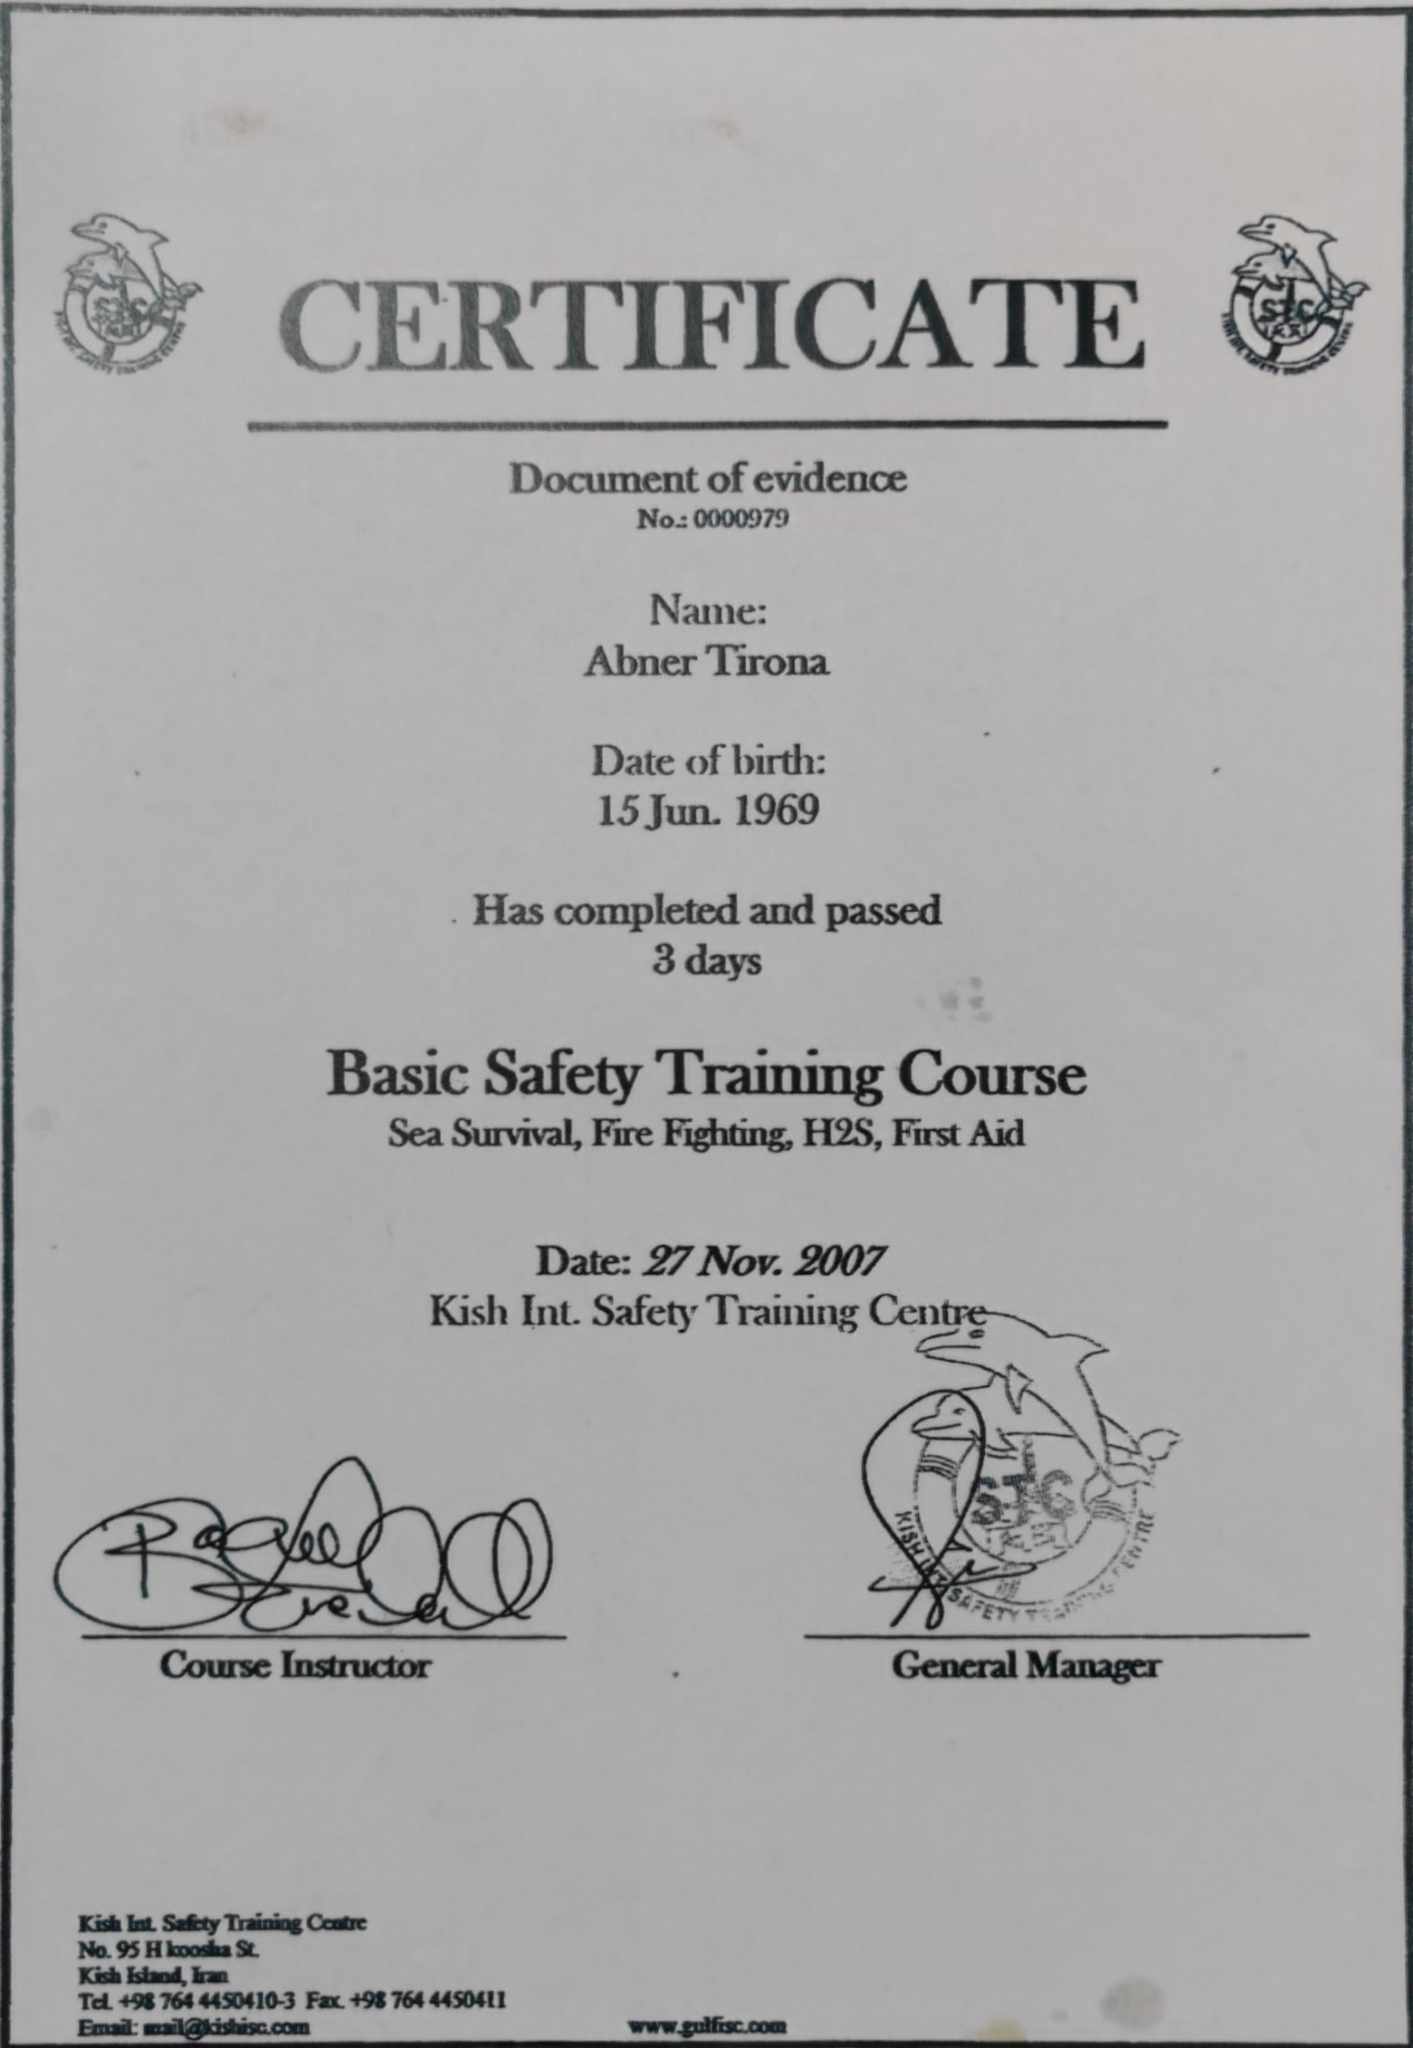 CERTIFICATE
Document of evidence
No.: 0000979
Name:
Abner Tirona
Date of birth:
15 Jun. 1969
Has completed and passed
3 days
Basic Safety Training Course
Sea Survival, Fire Fighting, H2S, First Aid
Date: 27 Nov. 2007
Kish Int. Safety Training Centre
STC
KISH INT. SAFETY TRAINING CENTRE
Course Instructor
General Manager
Kish Int. Safety Training Centre
No. 95 H koosha St.
Kish Island, Iran
Tel. +98 764 4450410-3 Fax. +98 764 4450411
Email: mail@kishisc.com
www.gulfisc.com